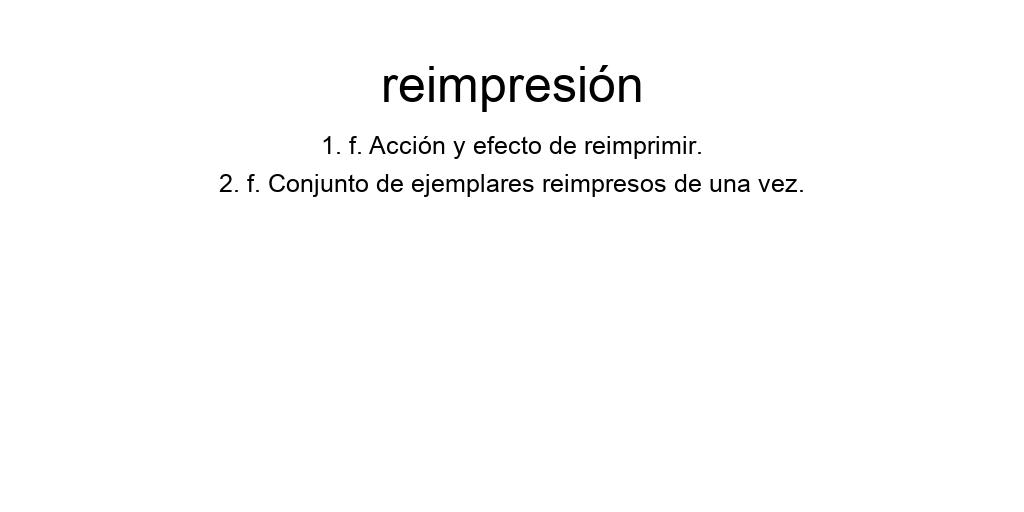 reimpresión
1. f. Acción y efecto de reimprimir.
2. f. Conjunto de ejemplares reimpresos de una vez.